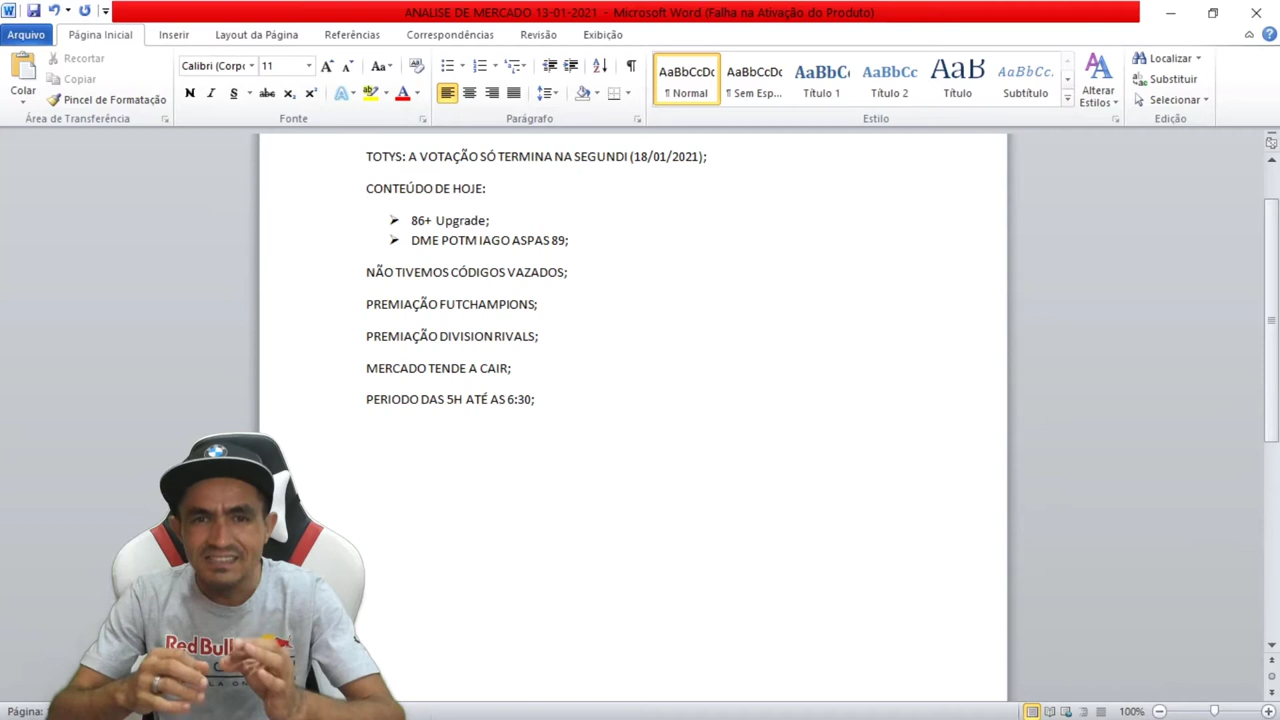 ANALISE DE MERCADO 13-01-2021 - Microsoft Word (Falha na Ativação do Produto)
Arquivo Página Inicial Inserir Layout da Página Referências Correspondências Revisão Exibição
Colar
Recortar
Copiar
Pincel de Formatação
Área de Transferência
Calibri (Corpo 11
Fonte
Parágrafo
AaBbCcDc AaBbCcDc AaBbC AaBbCc AaB AaBbCc.
¶ Normal ¶ Sem Esp... Título 1 Título 2 Título Subtítulo
Estilo
Alterar
Estilos
Localizar
Substituir
Selecionar
Edição
TOTYS: A VOTAÇÃO SÓ TERMINA NA SEGUNDI (18/01/2021);
CONTEÚDO DE HOJE:
86+ Upgrade;
DME POTM IAGO ASPAS 89;
NÃO TIVEMOS CÓDIGOS VAZADOS;
PREMIAÇÃO FUTCHAMPIONS;
PREMIAÇÃO DIVISION RIVALS;
MERCADO TENDE A CAIR;
PERIODO DAS 5H ATÉ AS 6:30;
Red Bull
Página:
100%